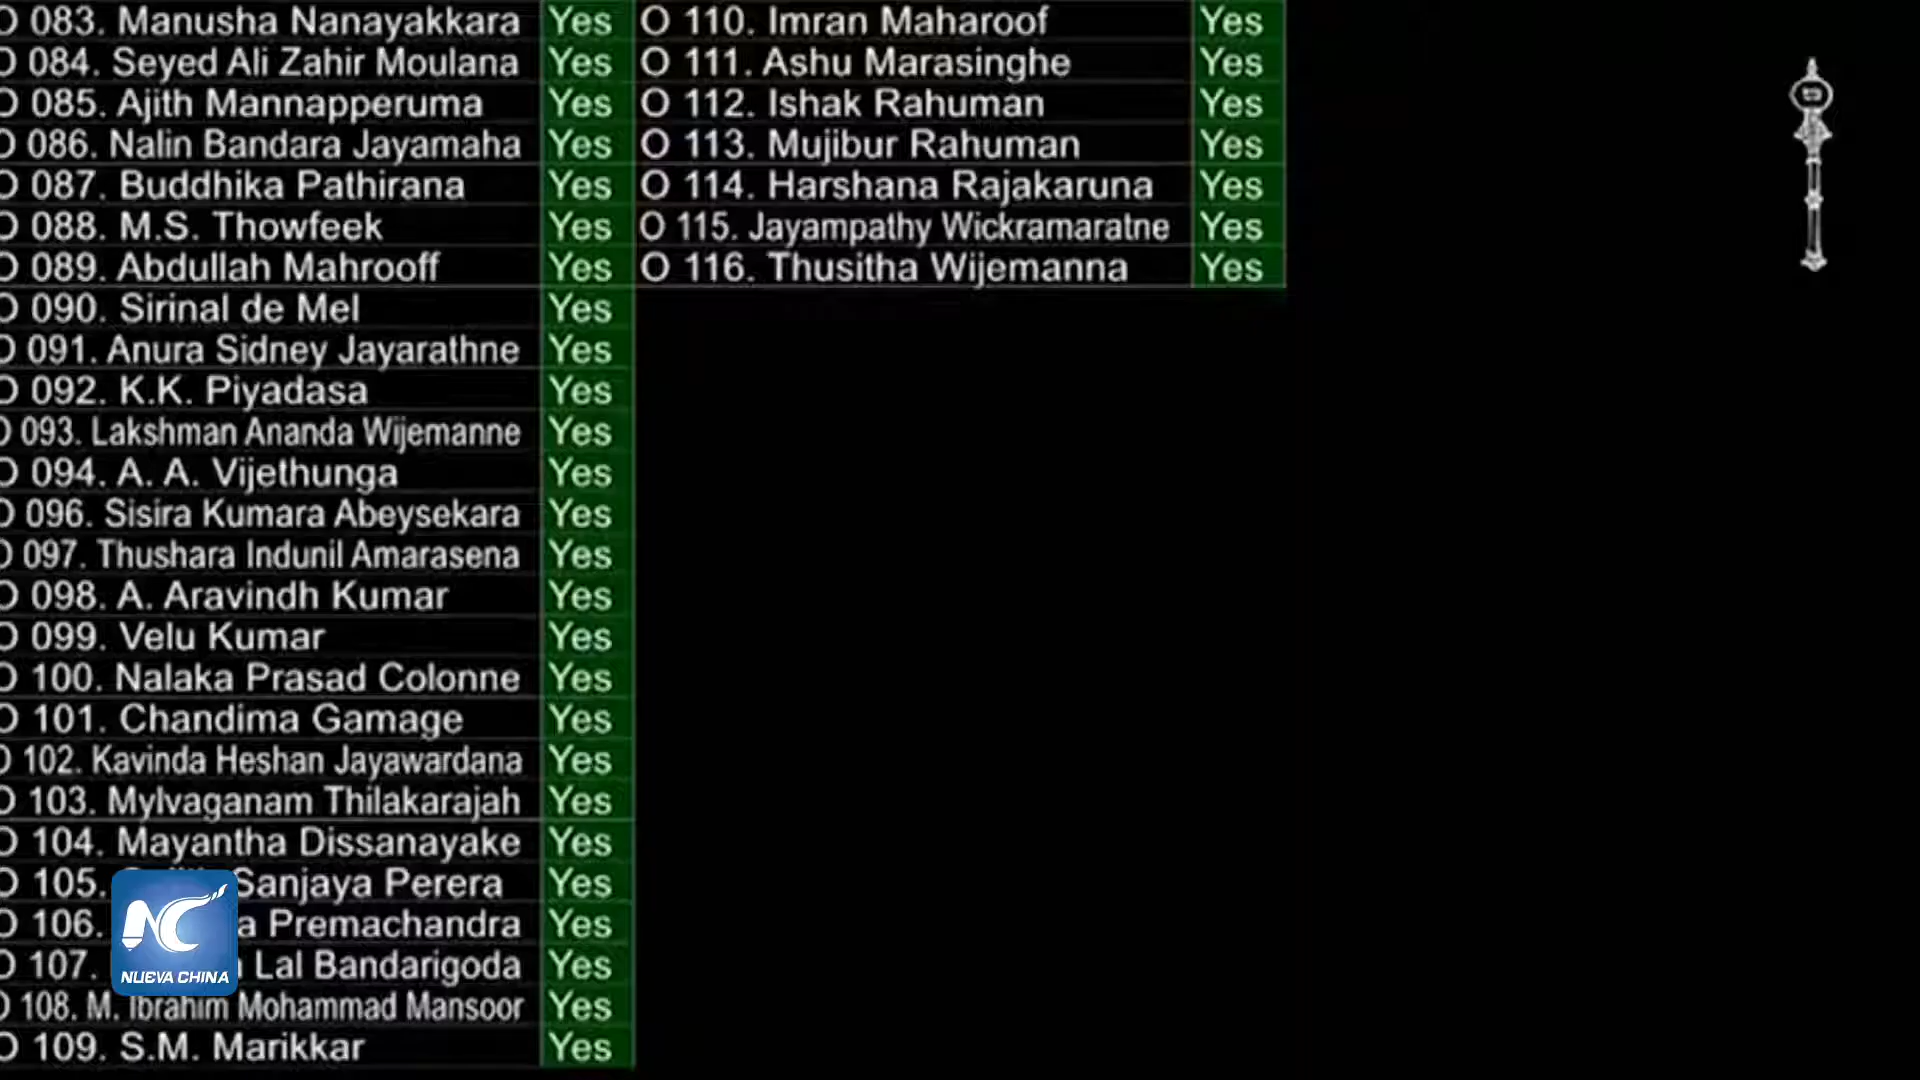 O 083. Manusha Nanayakkara Yes
O 084. Seyed Ali Zahir Moulana Yes
O 085. Ajith Mannapperuma Yes
O 086. Nalin Bandara Jayamaha Yes
O 087. Buddhika Pathirana Yes
O 088. M.S. Thowfeek Yes
O 089. Abdullah Mahrooff Yes
O 090. Sirinal de Mel Yes
O 091. Anura Sidney Jayarathne Yes
O 092. K.K. Piyadasa Yes
O 093. Lakshman Ananda Wijemanne Yes
O 094. A. A. Vijethunga Yes
O 096. Sisira Kumara Abeysekara Yes
O 097. Thushara Indunil Amarasena Yes
O 098. A. Aravindh Kumar Yes
O 099. Velu Kumar Yes
O 100. Nalaka Prasad Colonne Yes
O 101. Chandima Gamage Yes
O 102. Kavinda Heshan Jayawardana Yes
O 103. Mylvaganam Thilakarajah Yes
O 104. Mayantha Dissanayake Yes
O 105. Sanjaya Perera Yes
O 106. Premachandra Yes
O 107. Lal Bandarigoda Yes
O 108. M. Ibrahim Mohammad Mansoor Yes
O 109. S.M. Marikkar Yes
O 110. Imran Maharoof Yes
O 111. Ashu Marasinghe Yes
O 112. Ishak Rahuman Yes
O 113. Mujibur Rahuman Yes
O 114. Harshana Rajakaruna Yes
O 115. Jayampathy Wickramaratne Yes
O 116. Thusitha Wijemanna Yes
NC
NUEVA CHINA